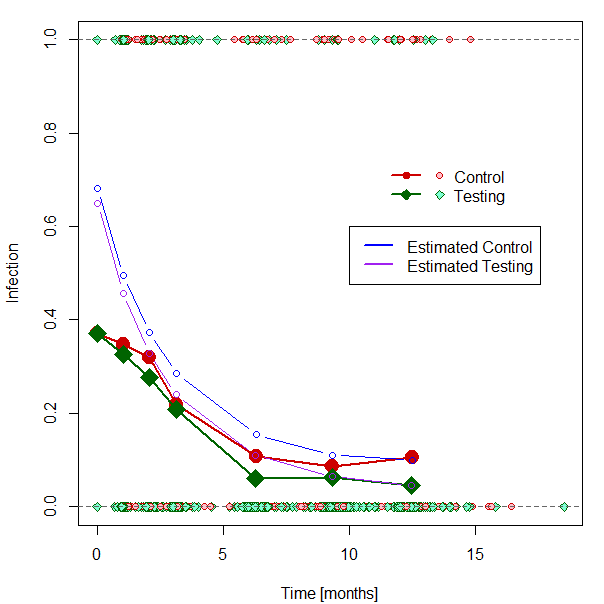 1.0
0.8
0.6
0.4
0.2
0.0
Infection
Control
Testing
Estimated Control
Estimated Testing
0 5 10 15
Time [months]